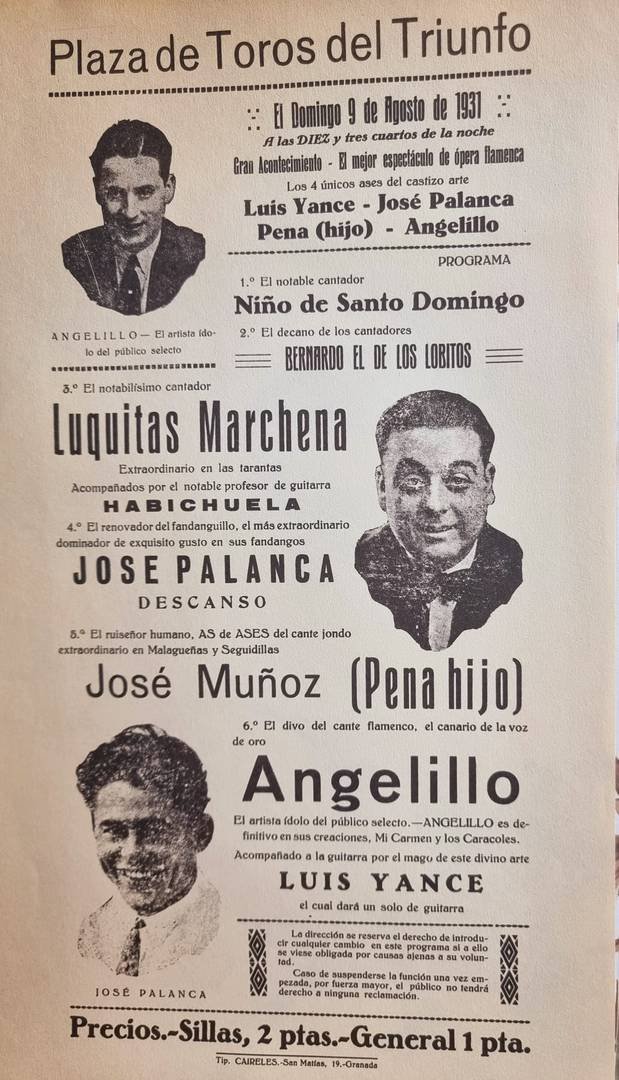 Plaza de Toros del Triunfo
El Domingo 9 de Agosto de 1931
A las DIEZ y tres cuartos de la noche
Gran Acontecimiento - El mejor espectáculo de ópera flamenca
Los 4 únicos ases del castizo arte
Luis Yance - José Palanca
Pena (hijo) - Angelillo
PROGRAMA
1.º El notable cantador
Niño de Santo Domingo
ANGELILLO— El artista ído-
lo del público selecto
2.º El decano de los cantadores
BERNARDO EL DE LOS LOBITOS
3.º El notabilísimo cantador
Luquitas Marchena
Extraordinario en las tarantas
Acompañados por el notable profesor de guitarra
HABICHUELA
4.º El renovador del fandanguillo, el más extraordinario
dominador de exquisito gusto en sus fandangos
JOSE PALANCA
DESCANSO
5.º El ruiseñor humano, AS de ASES del cante jondo
extraordinario en Malagueñas y Seguidillas
José Muñoz (Pena hijo)
6.º El divo del cante flamenco, el canario de la voz
de oro
Angelillo
El artista ídolo del público selecto.—ANGELILLO es de-
finitivo en sus creaciones, Mi Carmen y los Caracoles.
Acompañado a la guitarra por el mago de este divino arte
LUIS YANCE
el cual dará un solo de guitarra
La dirección se reserva el derecho de introdu-
cir cualquier cambio en este programa si a ello
se viese obligada por causas ajenas a su volun-
tad.
Caso de suspenderse la función una vez em-
pezada, por fuerza mayor, el público no tendrá
derecho a ninguna reclamación.
JOSÉ PALANCA
Precios.-Sillas, 2 ptas.-General 1 pta.
Tip. CAIRELES.-San Matías, 19.-Granada